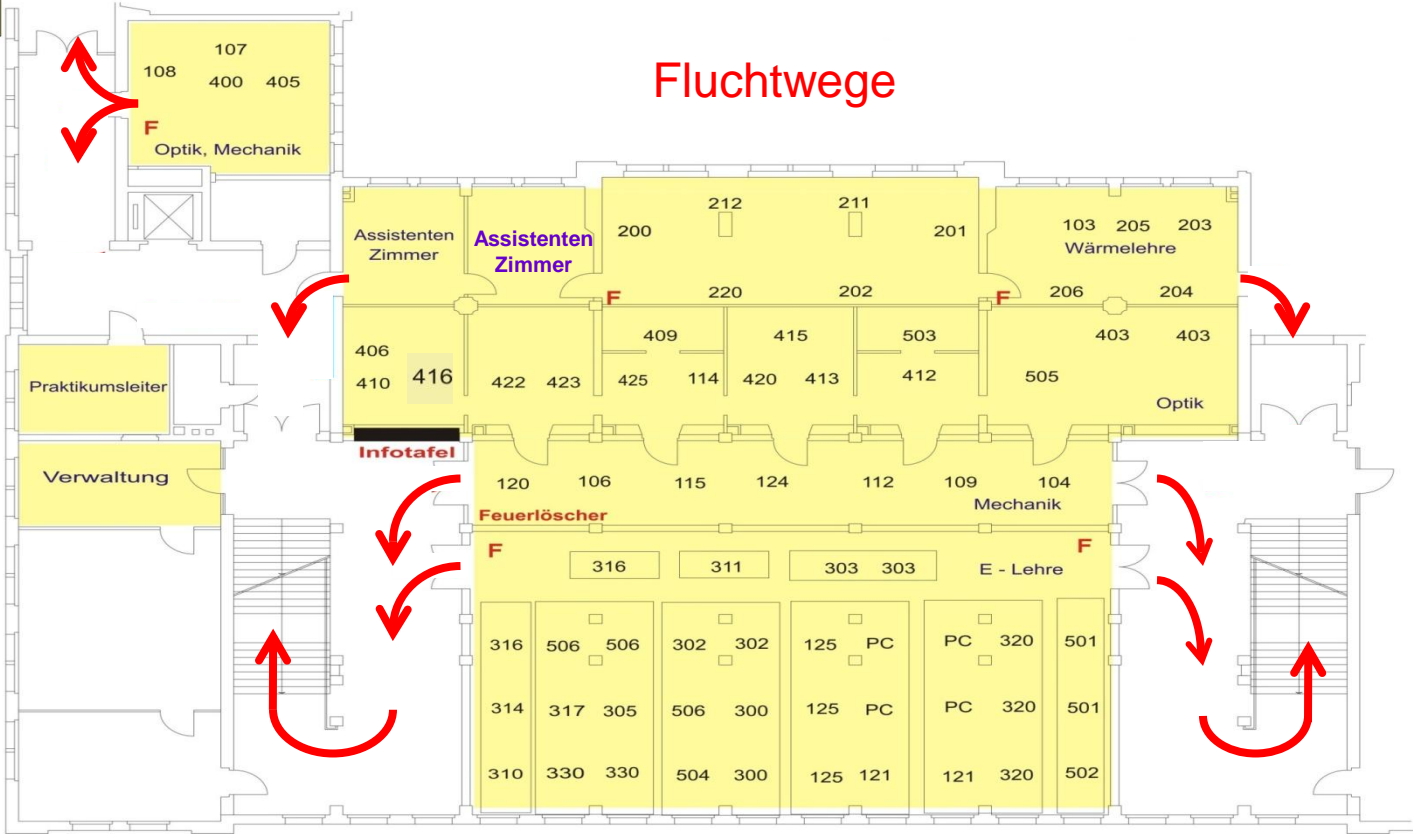 Fluchtwege
107
108 400 405
F
Optik, Mechanik
Assistenten
Zimmer
Assistenten
Zimmer
212 211
200 201
220 202
F
103 205 203
Wärmelehre
206 204
F
406
410 416
422 423
409
425 114
415
420 413
503
412
403 403
505
Optik
Praktikumsleiter
Verwaltung
Infotafel
120 106 115 124 112 109 104
Mechanik
Feuerlöscher
F F
316 311 303 303 E - Lehre
316 506 506 302 302 125 PC PC 320 501
314 317 305 506 300 125 PC PC 320 501
310 330 330 504 300 125 121 121 320 502